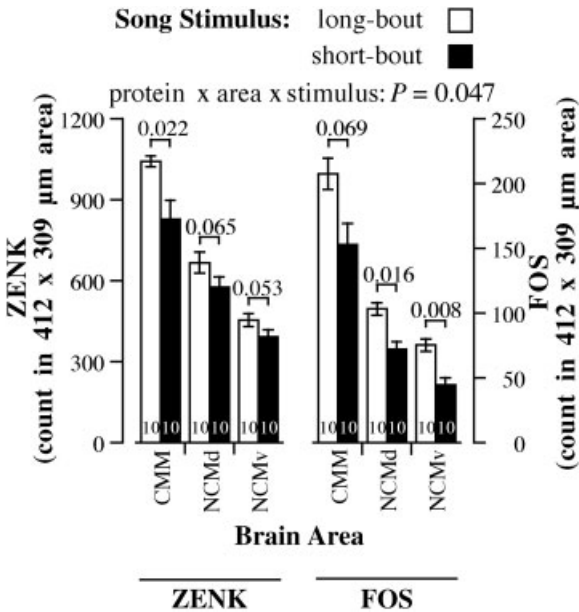 Song Stimulus: long-bout
short-bout
protein x area x stimulus: P = 0.047
ZENK
(count in 412 x 309 µm area)
1200
900
600
300
0
0.022
0.065
0.053
10 10 10 10 10 10
CMM
NCMd
NCMv
0.069
0.016
0.008
10 10 10 10 10 10
CMM
NCMd
NCMv
250
200
150
100
50
0
FOS
(count in 412 x 309 µm area)
Brain Area
ZENK FOS